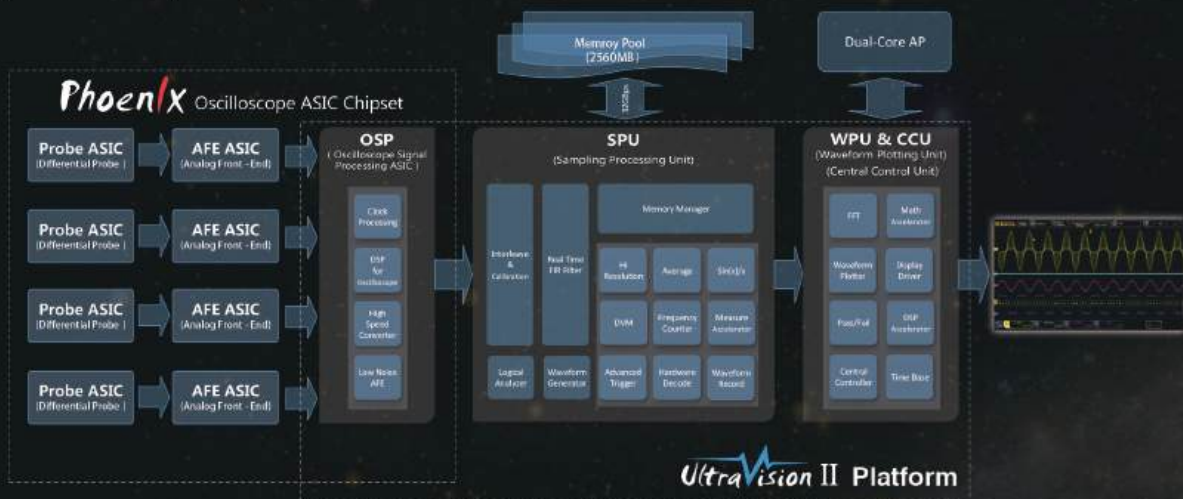 Memroy Pool
(2560MB)
Dual-Core AP
PhoenIx Oscilloscope ASIC Chipset
Probe ASIC
(Differential Probe)
AFE ASIC
(Analog Front - End)
Probe ASIC
(Differential Probe)
AFE ASIC
(Analog Front - End)
Probe ASIC
(Differential Probe)
AFE ASIC
(Analog Front - End)
Probe ASIC
(Differential Probe)
AFE ASIC
(Analog Front - End)
OSP
( Oscilloscope Signal
Processing ASIC )
Clock
Processing
DSP
for
Oscilloscope
High
Speed
Converter
Low Noise
AFE
SPU
(Sampling Processing Unit)
Interleave
&
Calibration
Real Time
FIR Filter
Memory Manager
Hi
Resolution
Average
Sin(x)/x
DVM
Frequency
Counter
Measure
Accelerator
Logical
Analyzer
Waveform
Generator
Advanced
Trigger
Hardware
Decode
Waveform
Record
WPU & CCU
(Waveform Plotting Unit)
(Central Control Unit)
FFT
Math
Accelerator
Waveform
Plotter
Display
Driver
Pass/Fail
Accelerator
Central
Controller
Time Base
UltraVision II Platform